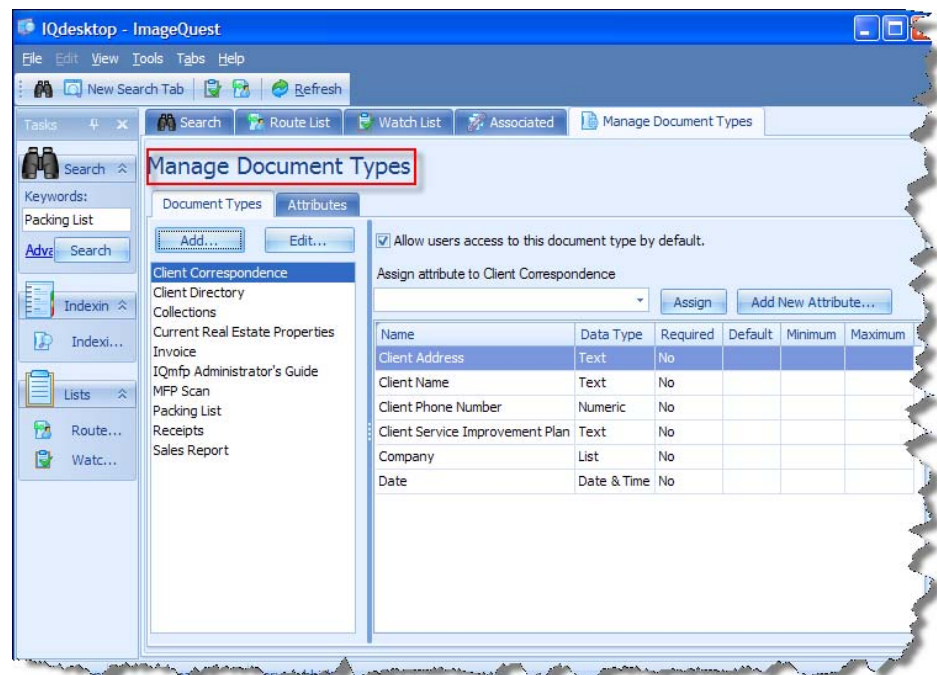 IQdesktop - ImageQuest
File Edit View Tools Tabs Help
New Search Tab Refresh
Tasks
Search Route List Watch List Associated Manage Document Types
Search
Keywords:
Packing List
Adva Search
Indexin
Indexi...
Lists
Route...
Watc...
Manage Document Types
Document Types Attributes
Add... Edit...
Client Correspondence
Client Directory
Collections
Current Real Estate Properties
Invoice
IQmfp Administrator's Guide
MFP Scan
Packing List
Receipts
Sales Report
Allow users access to this document type by default.
Assign attribute to Client Correspondence
Assign Add New Attribute...
Name Data Type Required Default Minimum Maximum
Client Address Text No
Client Name Text No
Client Phone Number Numeric No
Client Service Improvement Plan Text No
Company List No
Date Date & Time No